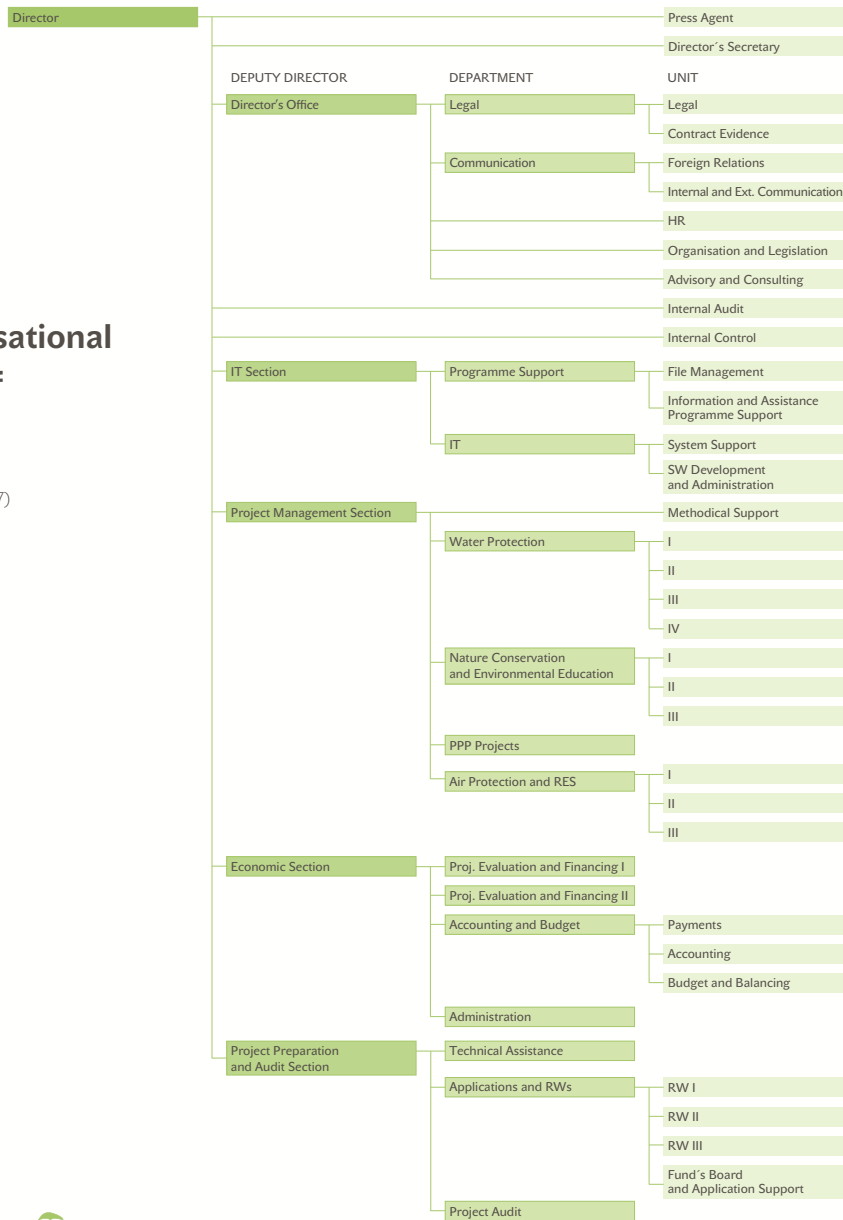 Director
Press Agent
Director´s Secretary
DEPUTY DIRECTOR
DEPARTMENT
UNIT
Director's Office
Legal
Legal
Contract Evidence
Communication
Foreign Relations
Internal and Ext. Communication
HR
Organisation and Legislation
Advisory and Consulting
Internal Audit
Internal Control
IT Section
Programme Support
File Management
Information and Assistance
Programme Support
IT
System Support
SW Development
and Administration
Project Management Section
Methodical Support
Water Protection
I
II
III
IV
Nature Conservation
and Environmental Education
I
II
III
PPP Projects
Air Protection and RES
I
II
III
Economic Section
Proj. Evaluation and Financing I
Proj. Evaluation and Financing II
Accounting and Budget
Payments
Accounting
Budget and Balancing
Administration
Project Preparation
and Audit Section
Technical Assistance
Applications and RWs
RW I
RW II
RW III
Fund´s Board
and Application Support
Project Audit